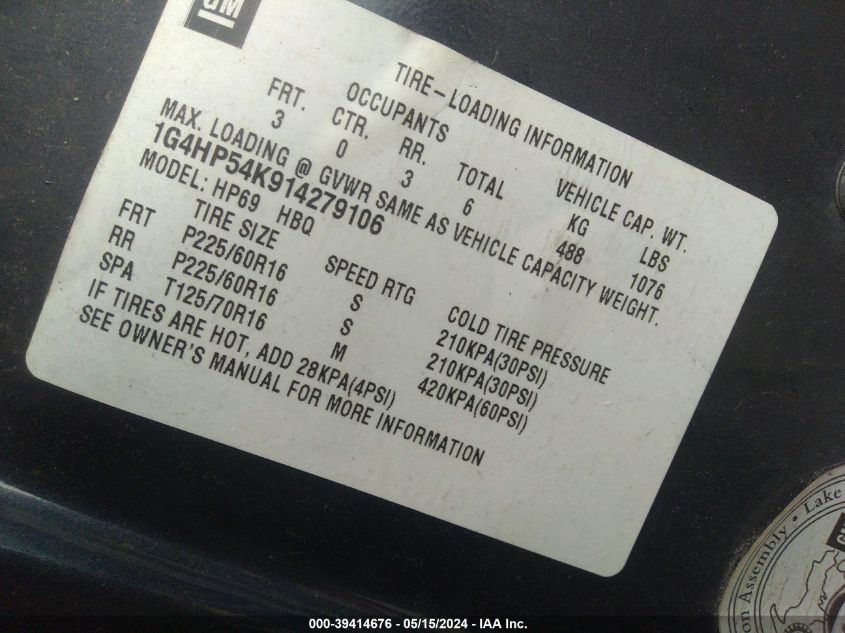 GM
TIRE-LOADING INFORMATION
OCCUPANTS VEHICLE CAP. WT.
FRT. CTR. RR. TOTAL KG LBS
3 0 3 6 488 1076
MAX. LOADING @ GVWR SAME AS VEHICLE CAPACITY WEIGHT.
1G4HP54K914279106
MODEL: HP69 HBQ
TIRE SIZE SPEED RTG COLD TIRE PRESSURE
FRT P225/60R16 S 210KPA(30PSI)
RR P225/60R16 S 210KPA(30PSI)
SPA T125/70R16 M 420KPA(60PSI)
IF TIRES ARE HOT, ADD 28KPA(4PSI)
SEE OWNER'S MANUAL FOR MORE INFORMATION
Assembly • Lake
000-39414676 - 05/15/2024 - IAA Inc.